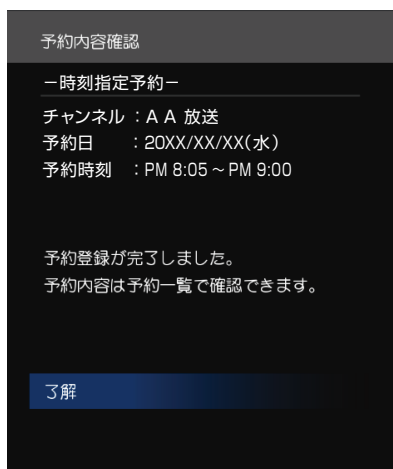 予約内容確認
－時刻指定予約－
チャンネル：ＡＡ 放送
予約日　　：20XX/XX/XX(水)
予約時刻　：PM 8:05 ～ PM 9:00
予約登録が完了しました。
予約内容は予約一覧で確認できます。
了解